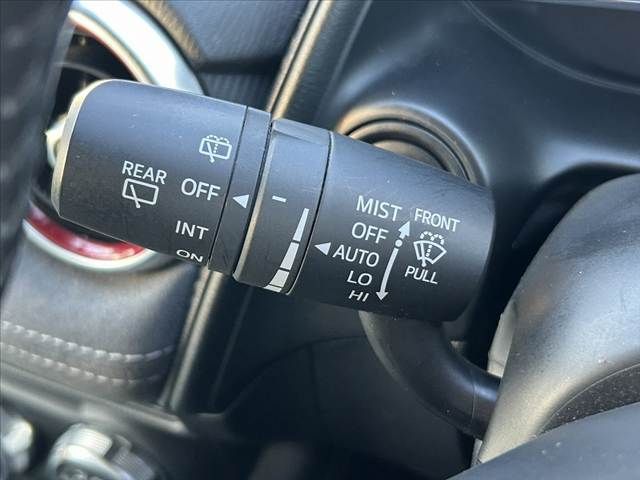 REAR
OFF
INT
ON
MIST
OFF
AUTO
LO
HI
FRONT
PULL